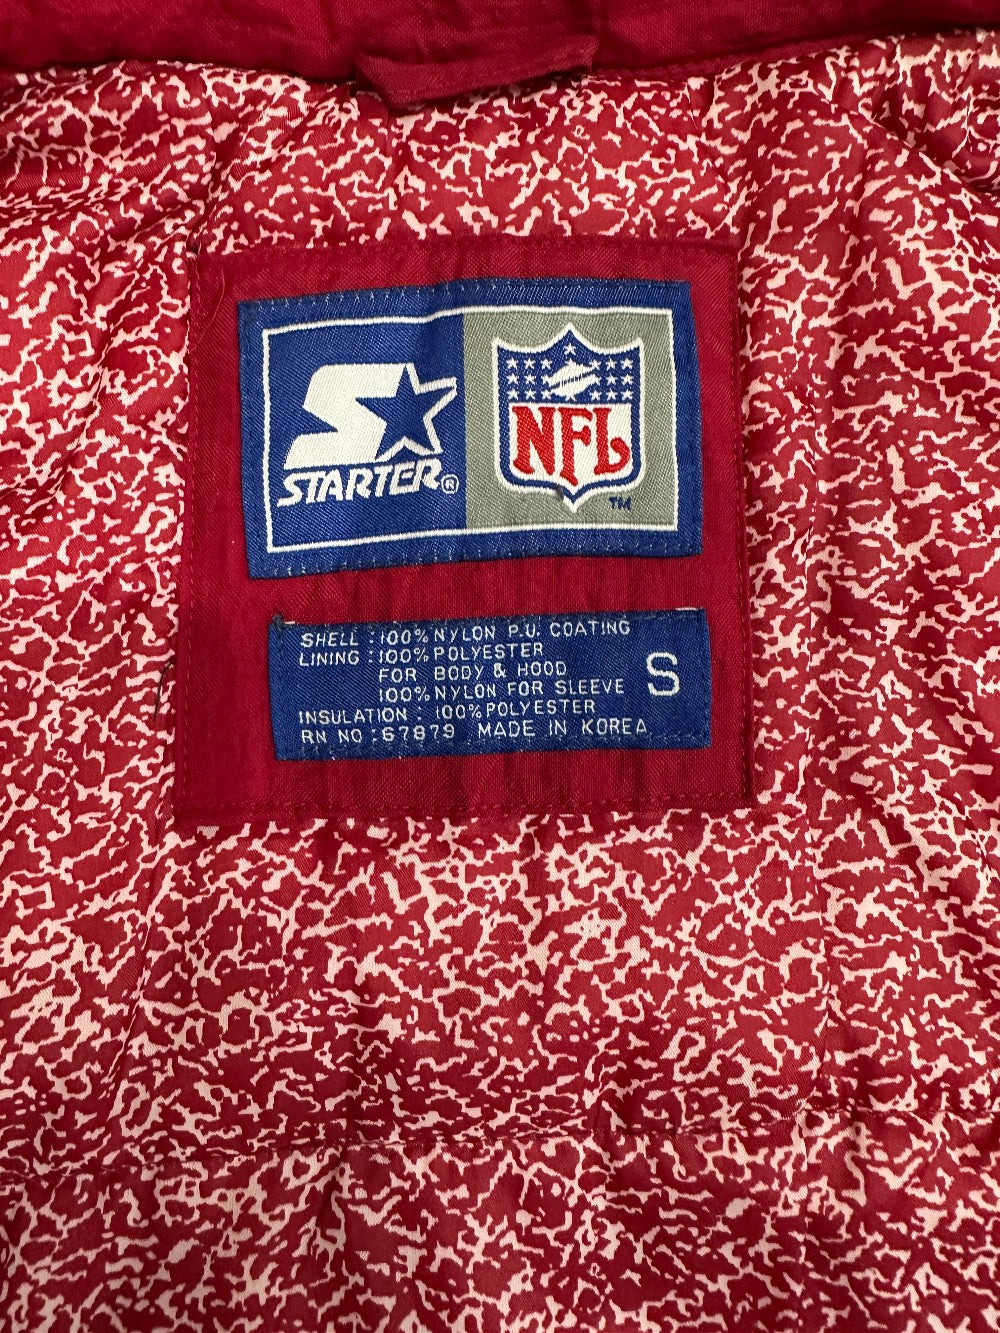 STARTER®
NFL
TM
SHELL : 100% NYLON P.U. COATING
LINING : 100% POLYESTER
FOR BODY & HOOD
100% NYLON FOR SLEEVE
S
INSULATION : 100% POLYESTER
RN NO : 67879 MADE IN KOREA